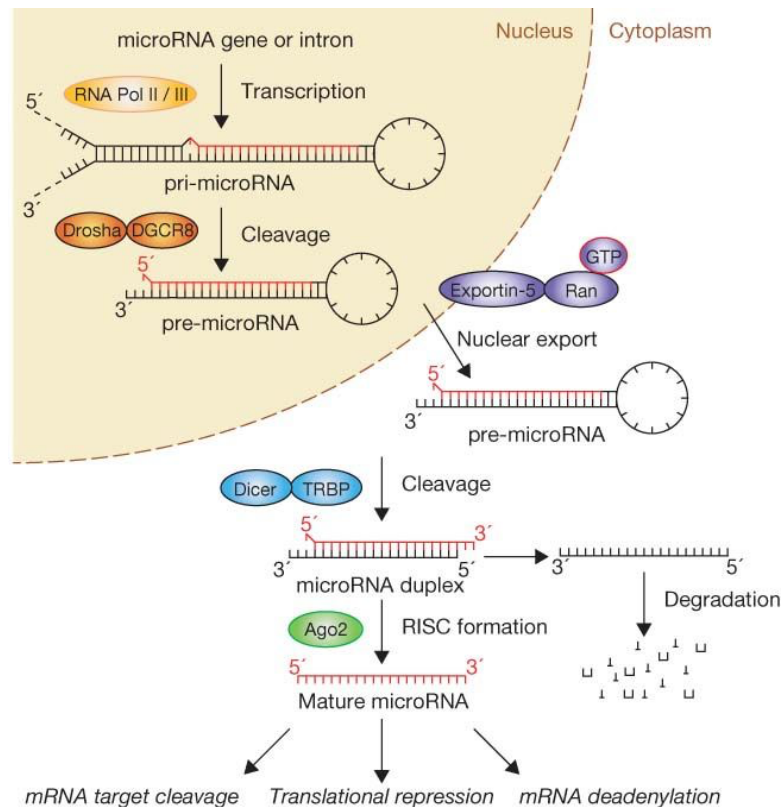 microRNA gene or intron
Nucleus
Cytoplasm
RNA Pol II / III
Transcription
5´
3´
pri-microRNA
Drosha
DGCR8
Cleavage
5´
3´
pre-microRNA
GTP
Exportin-5
Ran
Nuclear export
5´
3´
pre-microRNA
Dicer
TRBP
Cleavage
5´
3´
3´
5´
microRNA duplex
3´
5´
Degradation
Ago2
RISC formation
5´
3´
Mature microRNA
mRNA target cleavage
Translational repression
mRNA deadenylation